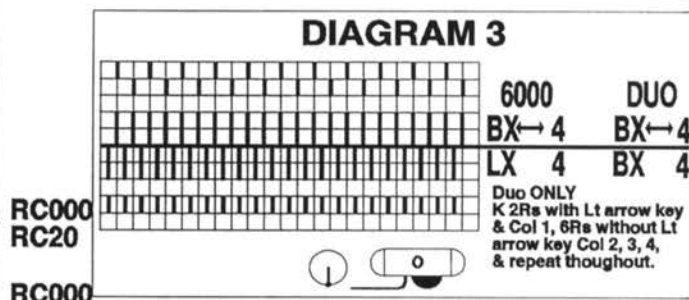 DIAGRAM 3
6000 DUO
BX↔ 4 BX↔4
LX 4 BX 4
Duo ONLY
K 2Rs with Lt arrow key
& Col 1, 6Rs without Lt
arrow key Col 2, 3, 4,
& repeat thoughout.
RC000
RC20
O
RC000